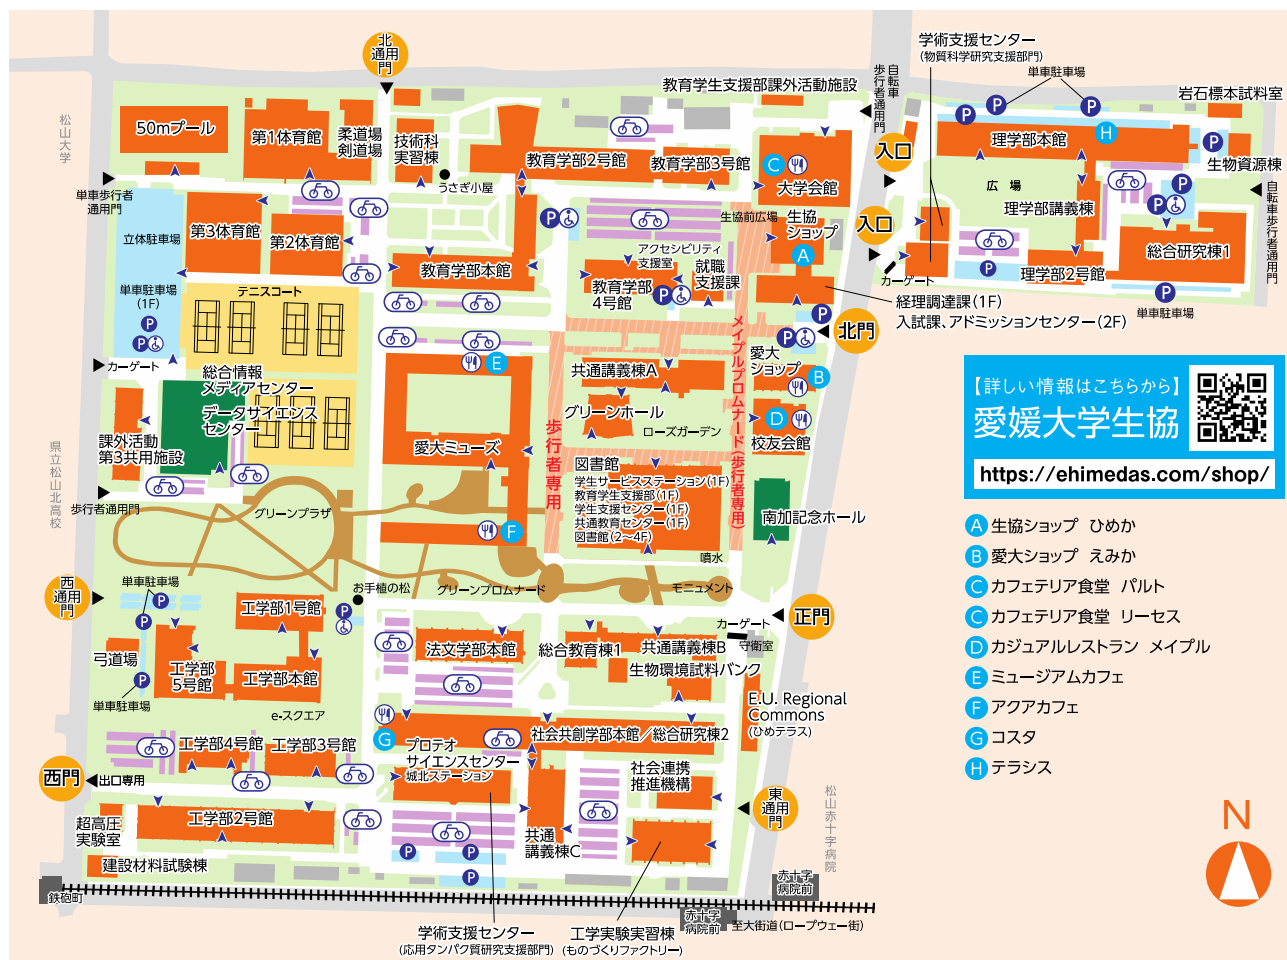 北
通用
門
松山大学
50mプール
第1体育館
柔道場
剣道場
技術科
実習棟
うさぎ小屋
教育学部2号館
教育学生支援部課外活動施設
教育学部3号館
C
大学会館
自転車
歩行者通用門
入口
学術支援センター
(物質科学研究支援部門)
単車駐車場
岩石標本試料室
P
P
P
理学部本館
H
P
生物資源棟
広場
理学部講義棟
P
P
総合研究棟1
自転車歩行者通用門
単車歩行者
通用門
立体駐車場
第3体育館
第2体育館
教育学部本館
P
アクセシビリティ
支援室
教育学部
4号館
P
就職
支援課
生協前広場
生協
ショップ
A
入口
カーゲート
P
理学部2号館
P
単車駐車場
経理調達課(1F)
入試課、アドミッションセンター(2F)
単車駐車場
(1F)
P
P
テニスコート
カーゲート
総合情報
メディアセンター
データサイエンス
センター
課外活動
第3共用施設
県立松山北高校
歩行者通用門
E
愛大ミューズ
F
歩行者専用
共通講義棟A
グリーンホール
ローズガーデン
メイプルプロムナード(歩行者専用)
P
P
北門
愛大
ショップ
B
D
校友会館
図書館
学生サービスステーション(1F)
教育学生支援部(1F)
学生支援センター(1F)
共通教育センター(1F)
図書館(2〜4F)
南加記念ホール
噴水
グリーンプラザ
グリーンプロムナード
モニュメント
お手植の松
P
西
通用
門
単車駐車場
P
P
工学部1号館
弓道場
工学部
5号館
工学部本館
P
単車駐車場
e-スクエア
法文学部本館
総合教育棟1
共通講義棟B
生物環境試料バンク
カーゲート
守衛室
正門
E.U. Regional
Commons
(ひめテラス)
G
プロテオ
サイエンスセンター
城北ステーション
社会共創学部本館/総合研究棟2
工学部4号館
工学部3号館
西門
出口専用
工学部2号館
超高圧
実験室
建設材料試験棟
共通
講義棟C
社会連携
推進機構
東
通用
門
松山赤十字病院
P
P
P
鉄砲町
赤十字
病院前
赤十字
病院前
至大街道(ロープウェー街)
学術支援センター
(応用タンパク質研究支援部門)
工学実験実習棟
(ものづくりファクトリー)
【詳しい情報はこちらから】
愛媛大学生協
https://ehimedas.com/shop/
A 生協ショップ ひめか
B 愛大ショップ えみか
C カフェテリア食堂 パルト
C カフェテリア食堂 リーセス
D カジュアルレストラン メイプル
E ミュージアムカフェ
F アクアカフェ
G コスタ
H テラシス
N